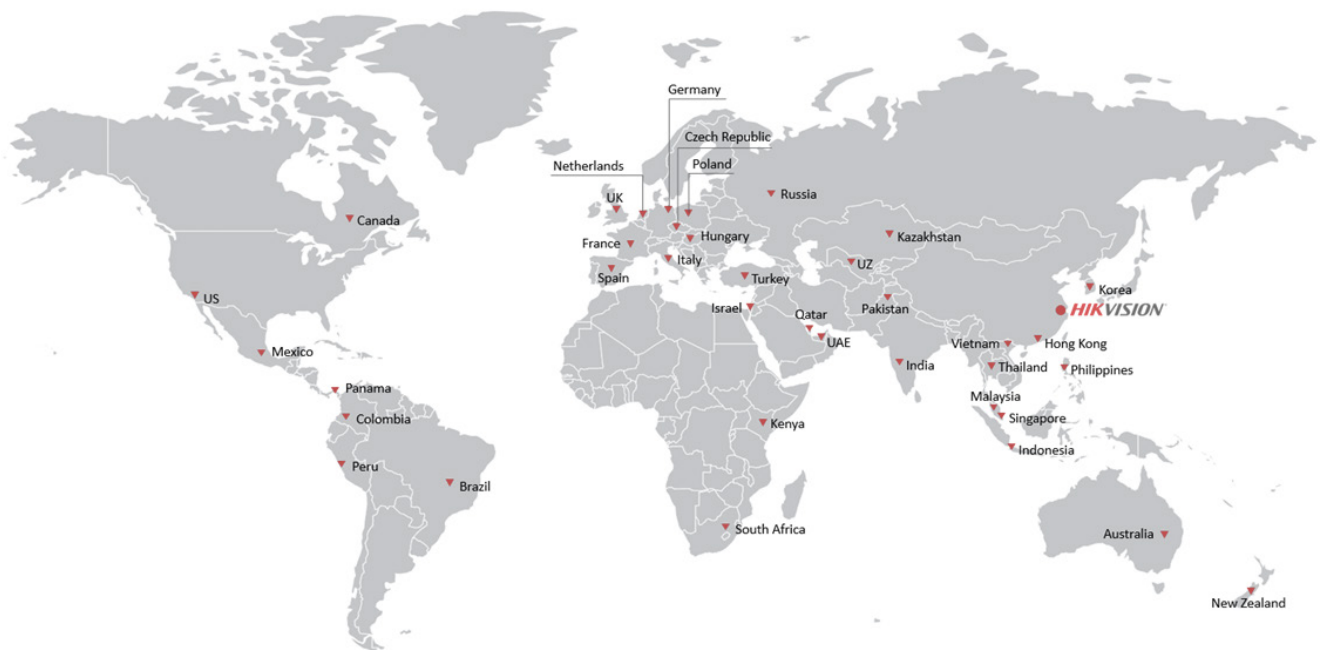 Germany
Czech Republic
Netherlands
Poland
UK
Russia
Canada
Hungary
Kazakhstan
France
Italy
UZ
Spain
Turkey
US
Korea
Israel
Qatar
Pakistan
HIKVISION
UAE
Vietnam
Hong Kong
Mexico
India
Thailand
Philippines
Panama
Malaysia
Colombia
Singapore
Kenya
Indonesia
Peru
Brazil
South Africa
Australia
New Zealand